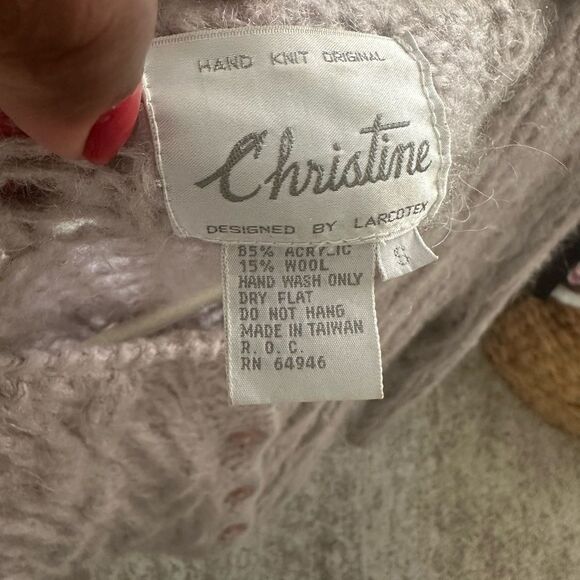 HAND KNIT ORIGINAL
Christine
DESIGNED BY LARCOTEX
S
85% ACRYLIC
15% WOOL
HAND WASH ONLY
DRY FLAT
DO NOT HANG
MADE IN TAIWAN
R. O. C.
RN 64946